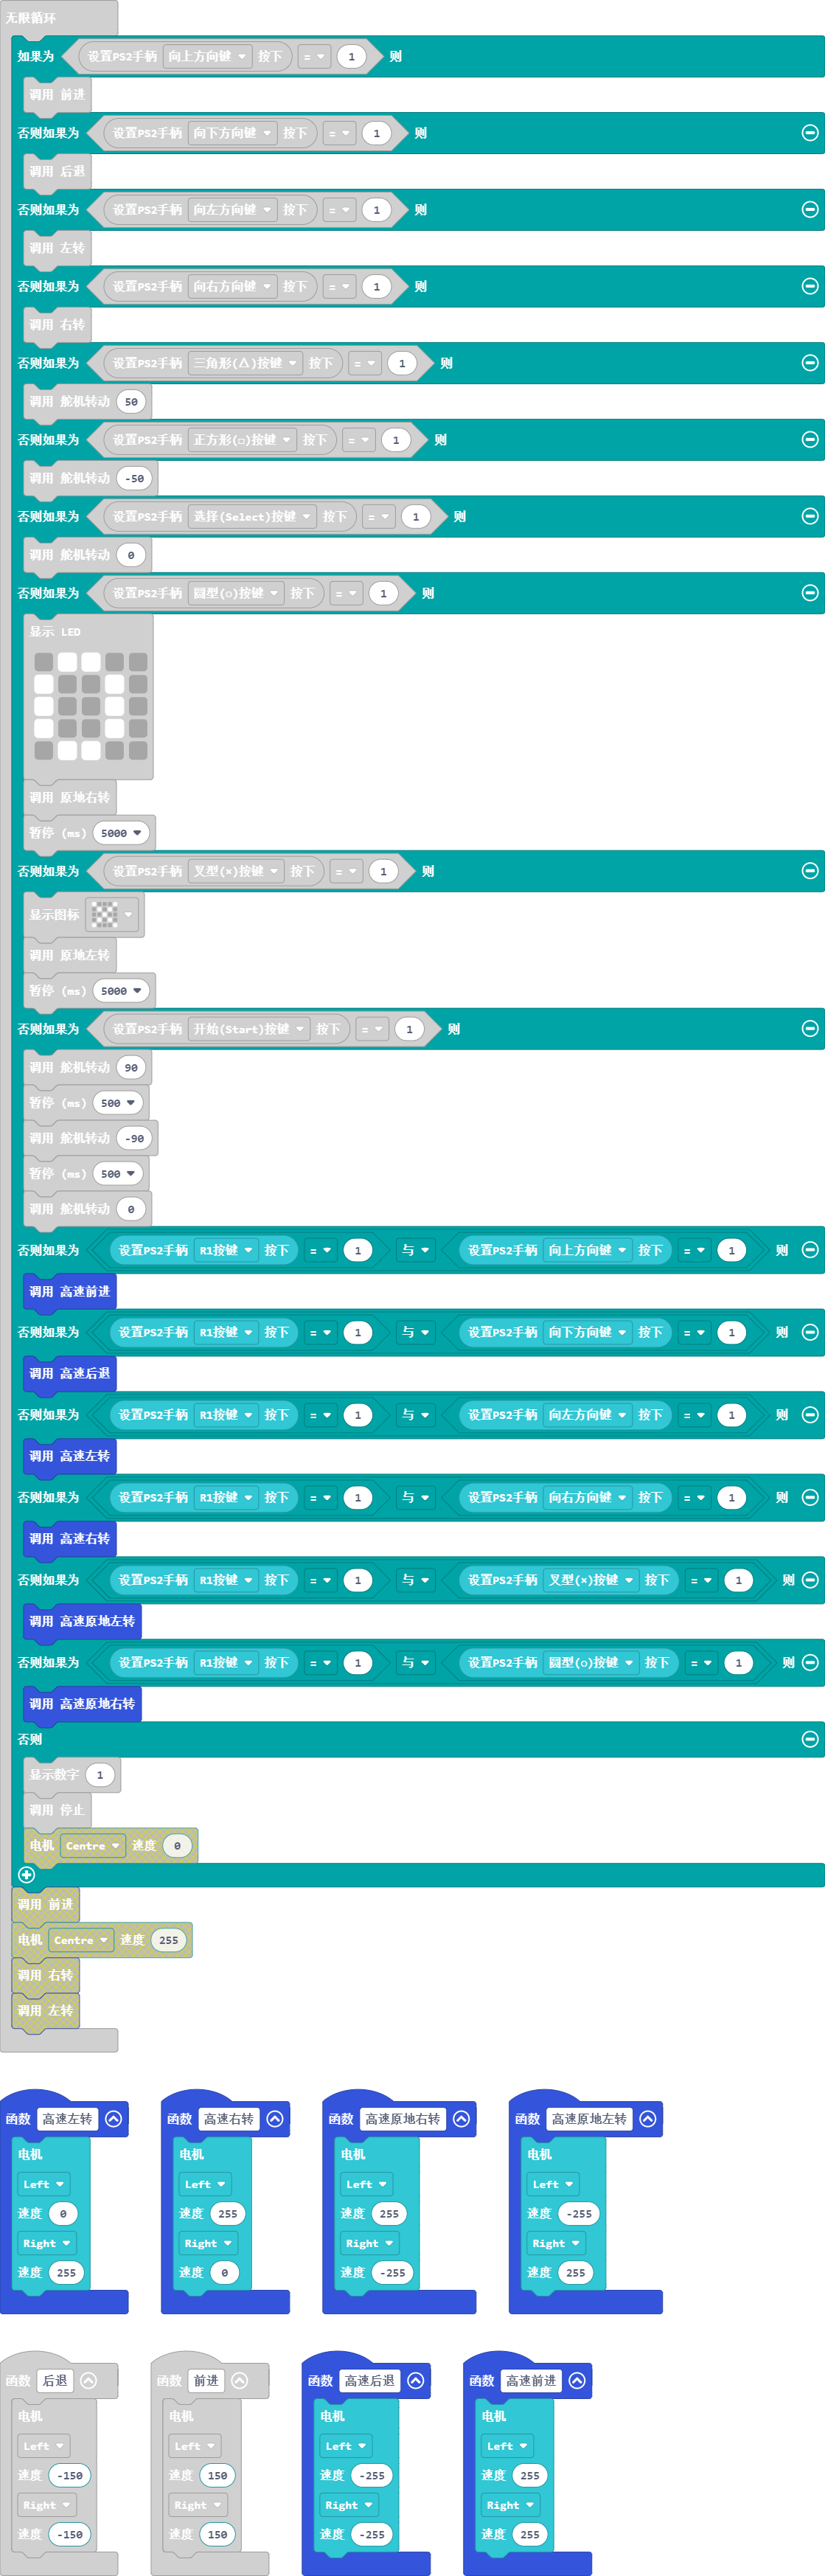 无限循环
如果为 设置PS2手柄 向上方向键 按下 = 1 则
调用 前进
否则如果为 设置PS2手柄 向下方向键 按下 = 1 则
调用 后退
否则如果为 设置PS2手柄 向左方向键 按下 = 1 则
调用 左转
否则如果为 设置PS2手柄 向右方向键 按下 = 1 则
调用 右转
否则如果为 设置PS2手柄 三角形(Δ)按键 按下 = 1 则
调用 舵机转动 50
否则如果为 设置PS2手柄 正方形(□)按键 按下 = 1 则
调用 舵机转动 -50
否则如果为 设置PS2手柄 选择(Select)按键 按下 = 1 则
调用 舵机转动 0
否则如果为 设置PS2手柄 圆型(○)按键 按下 = 1 则
显示 LED
调用 原地右转
暂停 (ms) 5000
否则如果为 设置PS2手柄 叉型(×)按键 按下 = 1 则
显示图标
调用 原地左转
暂停 (ms) 5000
否则如果为 设置PS2手柄 开始(Start)按键 按下 = 1 则
调用 舵机转动 90
暂停 (ms) 500
调用 舵机转动 -90
暂停 (ms) 500
调用 舵机转动 0
否则如果为 设置PS2手柄 R1按键 按下 = 1 与 设置PS2手柄 向上方向键 按下 = 1 则
调用 高速前进
否则如果为 设置PS2手柄 R1按键 按下 = 1 与 设置PS2手柄 向下方向键 按下 = 1 则
调用 高速后退
否则如果为 设置PS2手柄 R1按键 按下 = 1 与 设置PS2手柄 向左方向键 按下 = 1 则
调用 高速左转
否则如果为 设置PS2手柄 R1按键 按下 = 1 与 设置PS2手柄 向右方向键 按下 = 1 则
调用 高速右转
否则如果为 设置PS2手柄 R1按键 按下 = 1 与 设置PS2手柄 叉型(×)按键 按下 = 1 则
调用 高速原地左转
否则如果为 设置PS2手柄 R1按键 按下 = 1 与 设置PS2手柄 圆型(○)按键 按下 = 1 则
调用 高速原地右转
否则
显示数字 1
调用 停止
电机 Centre 速度 0
调用 前进
电机 Centre 速度 255
调用 右转
调用 左转
函数 高速左转
电机
Left
速度 0
Right
速度 255
函数 高速右转
电机
Left
速度 255
Right
速度 0
函数 高速原地右转
电机
Left
速度 255
Right
速度 -255
函数 高速原地左转
电机
Left
速度 -255
Right
速度 255
函数 后退
电机
Left
速度 -150
Right
速度 -150
函数 前进
电机
Left
速度 150
Right
速度 150
函数 高速后退
电机
Left
速度 -255
Right
速度 -255
函数 高速前进
电机
Left
速度 255
Right
速度 255